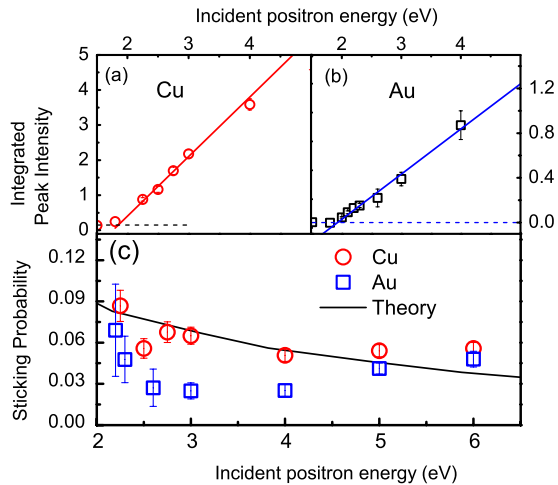 Incident positron energy (eV)
2 3 4 2 3 4
(a) Cu
(b) Au
Integrated
Peak Intensity
5
4
3
2
1
0
1.2
0.8
0.4
0.0
(c)
Cu
Au
Theory
Sticking Probability
0.12
0.09
0.06
0.03
0.00
2 3 4 5 6
Incident positron energy (eV)